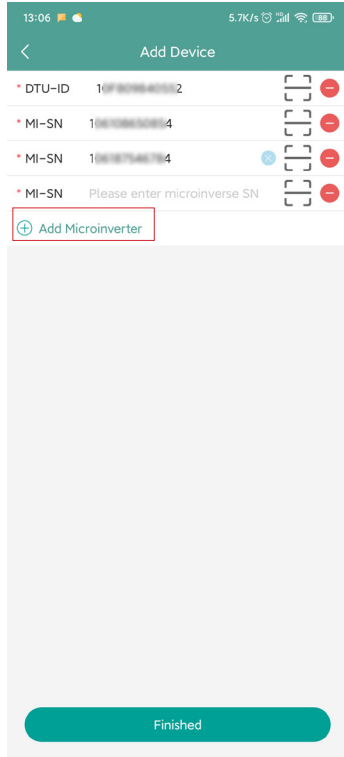 13:06 5.7K/s 88
Add Device
* DTU-ID
* MI-SN
* MI-SN
* MI-SN Please enter microinverse SN
Add Microinverter
Finished